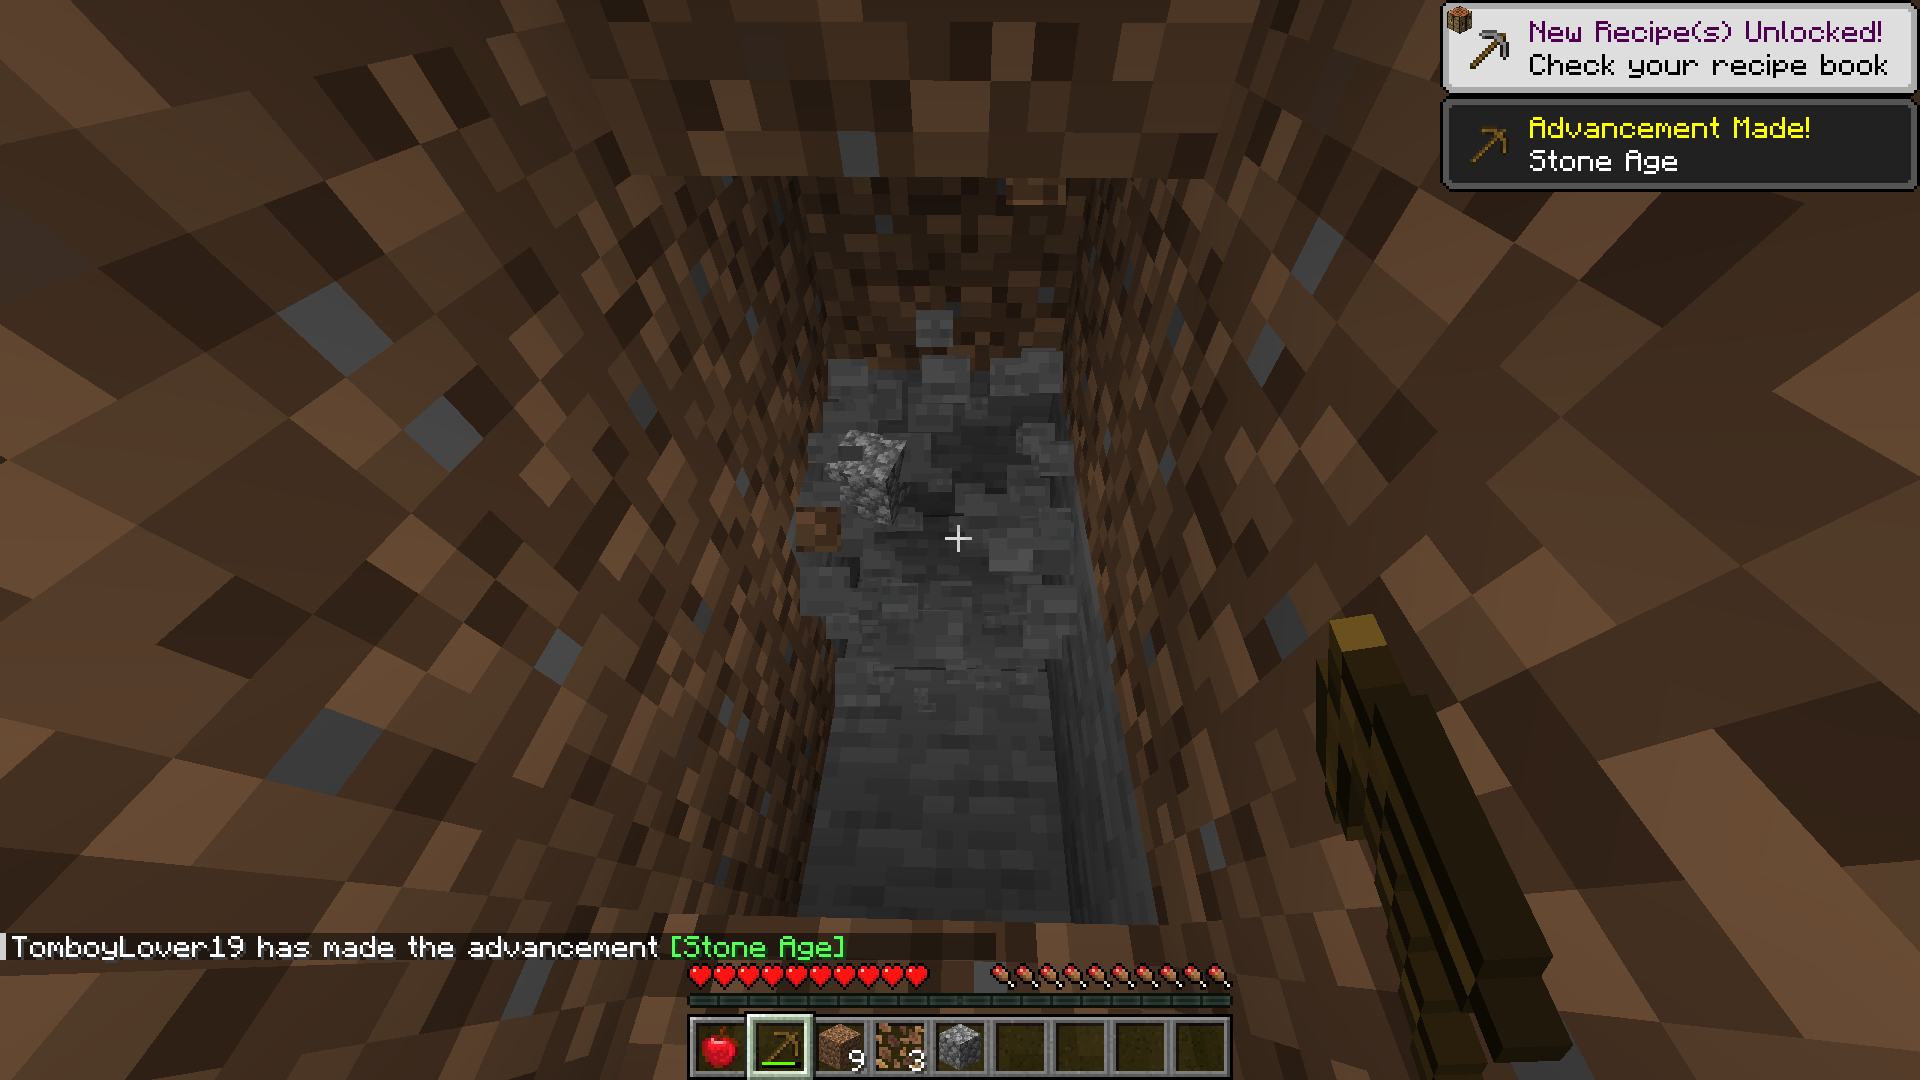 New Recipe(s) Unlocked!
Check your recipe book
Advancement Made!
Stone Age
TomboyLover19 has made the advancement [Stone Age]
9
3